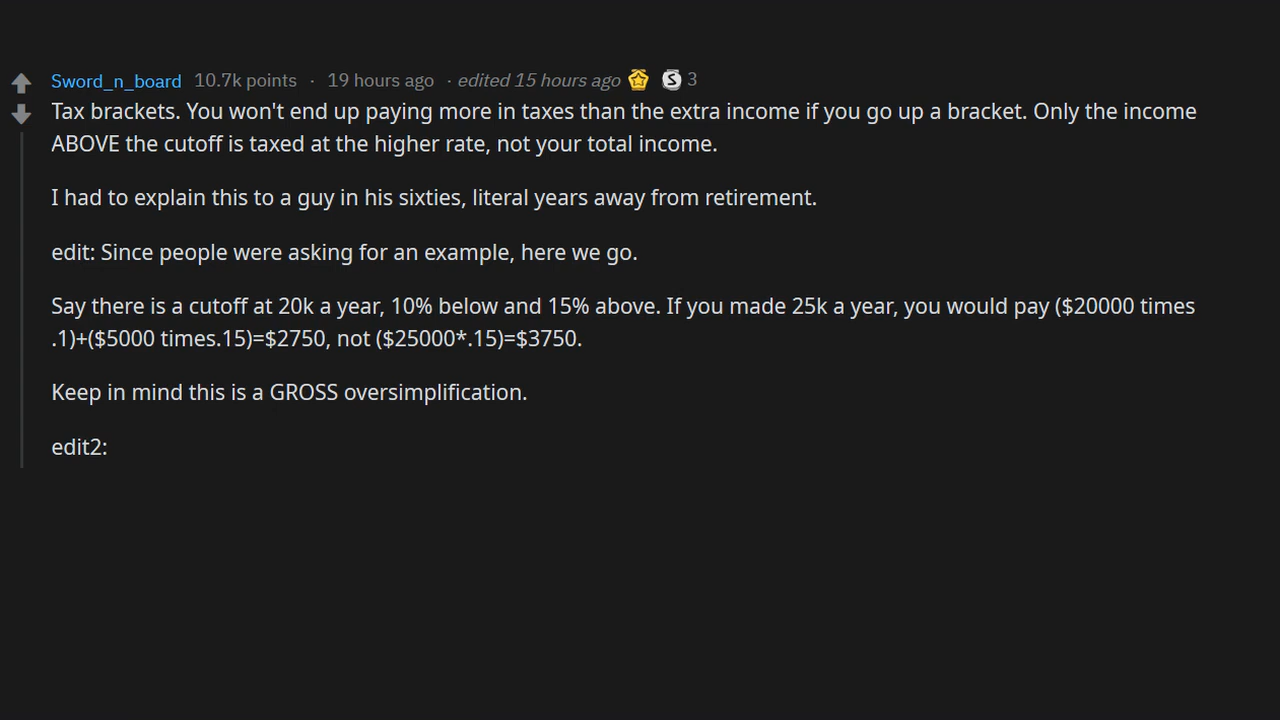 Sword_n_board 10.7k points · 19 hours ago · edited 15 hours ago S 3
Tax brackets. You won't end up paying more in taxes than the extra income if you go up a bracket. Only the income
ABOVE the cutoff is taxed at the higher rate, not your total income.
I had to explain this to a guy in his sixties, literal years away from retirement.
edit: Since people were asking for an example, here we go.
Say there is a cutoff at 20k a year, 10% below and 15% above. If you made 25k a year, you would pay ($20000 times
.1)+($5000 times.15)=$2750, not ($25000*.15)=$3750.
Keep in mind this is a GROSS oversimplification.
edit2: